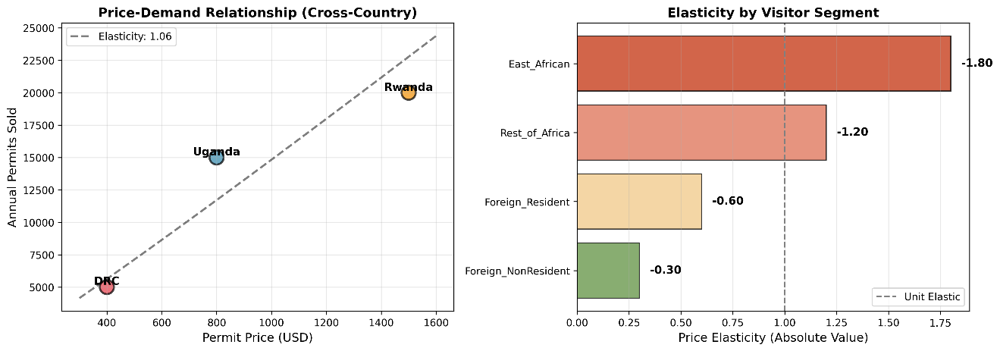 Price-Demand Relationship (Cross-Country)
Elasticity: 1.06
Annual Permits Sold
25000
22500
20000
17500
15000
12500
10000
7500
5000
Rwanda
Uganda
DRC
400
600
800
1000
1200
1400
1600
Permit Price (USD)
Elasticity by Visitor Segment
East_African
-1.80
Rest_of_Africa
-1.20
Foreign_Resident
-0.60
Foreign_NonResident
-0.30
Unit Elastic
0.00
0.25
0.50
0.75
1.00
1.25
1.50
1.75
Price Elasticity (Absolute Value)